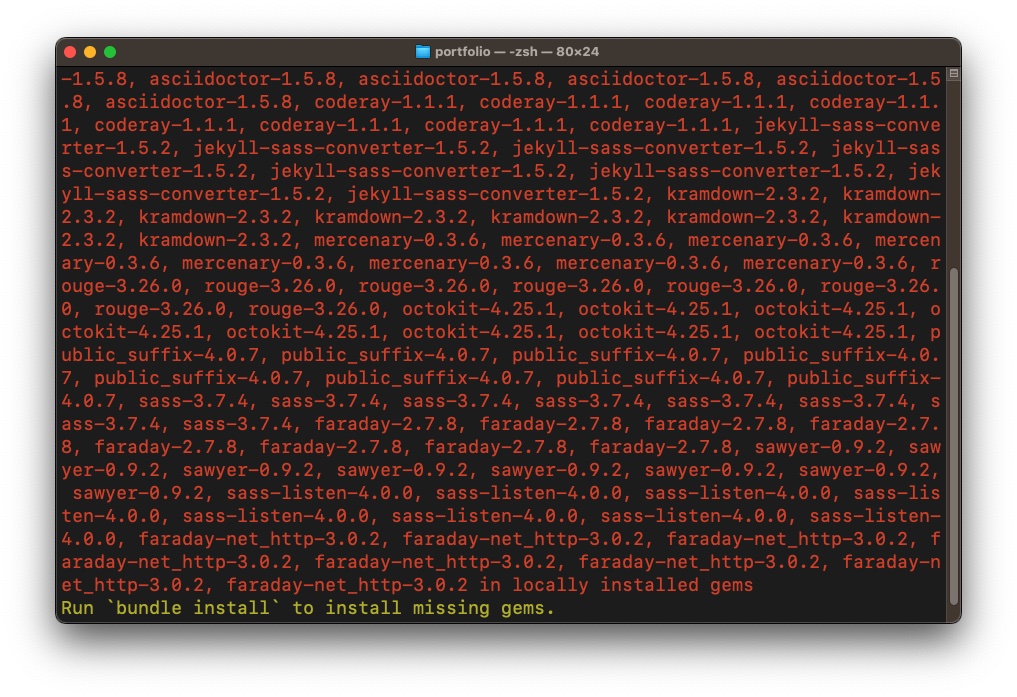 portfolio — -zsh — 80×24
-1.5.8, asciidoctor-1.5.8, asciidoctor-1.5.8, asciidoctor-1.5.8, asciidoctor-1.5
.8, asciidoctor-1.5.8, coderay-1.1.1, coderay-1.1.1, coderay-1.1.1, coderay-1.1.
1, coderay-1.1.1, coderay-1.1.1, coderay-1.1.1, coderay-1.1.1, jekyll-sass-conve
rter-1.5.2, jekyll-sass-converter-1.5.2, jekyll-sass-converter-1.5.2, jekyll-sas
s-converter-1.5.2, jekyll-sass-converter-1.5.2, jekyll-sass-converter-1.5.2, jek
yll-sass-converter-1.5.2, jekyll-sass-converter-1.5.2, kramdown-2.3.2, kramdown-
2.3.2, kramdown-2.3.2, kramdown-2.3.2, kramdown-2.3.2, kramdown-2.3.2, kramdown-
2.3.2, kramdown-2.3.2, mercenary-0.3.6, mercenary-0.3.6, mercenary-0.3.6, mercen
ary-0.3.6, mercenary-0.3.6, mercenary-0.3.6, mercenary-0.3.6, mercenary-0.3.6, r
ouge-3.26.0, rouge-3.26.0, rouge-3.26.0, rouge-3.26.0, rouge-3.26.0, rouge-3.26.
0, rouge-3.26.0, rouge-3.26.0, octokit-4.25.1, octokit-4.25.1, octokit-4.25.1, o
ctokit-4.25.1, octokit-4.25.1, octokit-4.25.1, octokit-4.25.1, octokit-4.25.1, p
ublic_suffix-4.0.7, public_suffix-4.0.7, public_suffix-4.0.7, public_suffix-4.0.
7, public_suffix-4.0.7, public_suffix-4.0.7, public_suffix-4.0.7, public_suffix-
4.0.7, sass-3.7.4, sass-3.7.4, sass-3.7.4, sass-3.7.4, sass-3.7.4, sass-3.7.4, s
ass-3.7.4, sass-3.7.4, faraday-2.7.8, faraday-2.7.8, faraday-2.7.8, faraday-2.7.
8, faraday-2.7.8, faraday-2.7.8, faraday-2.7.8, faraday-2.7.8, sawyer-0.9.2, saw
yer-0.9.2, sawyer-0.9.2, sawyer-0.9.2, sawyer-0.9.2, sawyer-0.9.2, sawyer-0.9.2,
 sawyer-0.9.2, sass-listen-4.0.0, sass-listen-4.0.0, sass-listen-4.0.0, sass-lis
ten-4.0.0, sass-listen-4.0.0, sass-listen-4.0.0, sass-listen-4.0.0, sass-listen-
4.0.0, faraday-net_http-3.0.2, faraday-net_http-3.0.2, faraday-net_http-3.0.2, f
araday-net_http-3.0.2, faraday-net_http-3.0.2, faraday-net_http-3.0.2, faraday-n
et_http-3.0.2, faraday-net_http-3.0.2 in locally installed gems
Run `bundle install` to install missing gems.